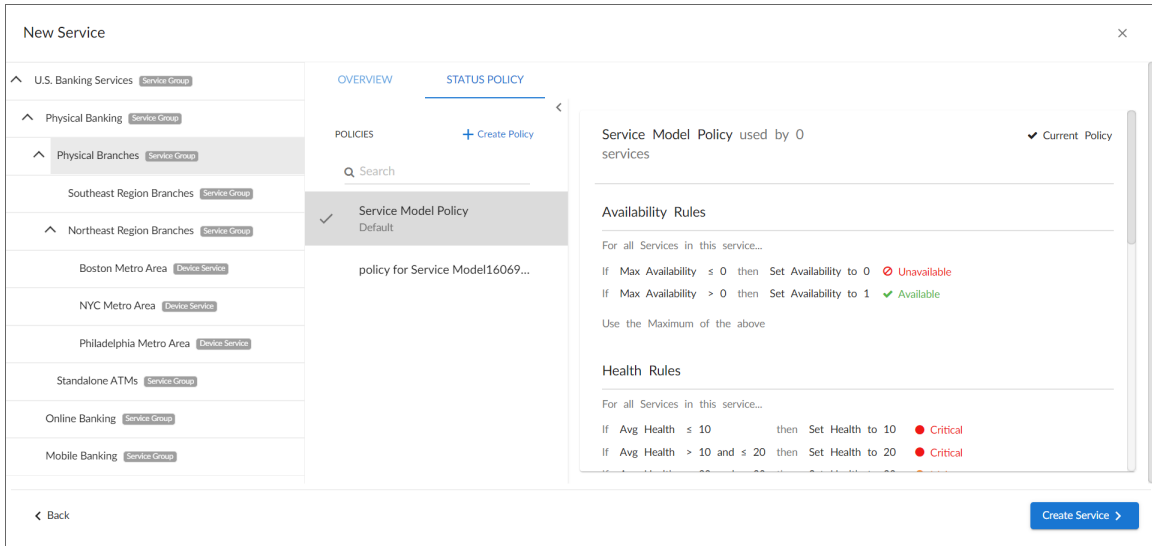 New Service
U.S. Banking Services Service Group
Physical Banking Service Group
Physical Branches Service Group
Southeast Region Branches Service Group
Northeast Region Branches Service Group
Boston Metro Area Device Service
NYC Metro Area Device Service
Philadelphia Metro Area Device Service
Standalone ATMs Service Group
Online Banking Service Group
Mobile Banking Service Group
OVERVIEW STATUS POLICY
POLICIES + Create Policy
Search
Service Model Policy
Default
policy for Service Model16069...
Service Model Policy used by 0
services
Current Policy
Availability Rules
For all Services in this service...
If Max Availability ≤ 0 then Set Availability to 0 Unavailable
If Max Availability > 0 then Set Availability to 1 Available
Use the Maximum of the above
Health Rules
For all Services in this service...
If Avg Health ≤ 10 then Set Health to 10 Critical
If Avg Health > 10 and ≤ 20 then Set Health to 20 Critical
Back
Create Service